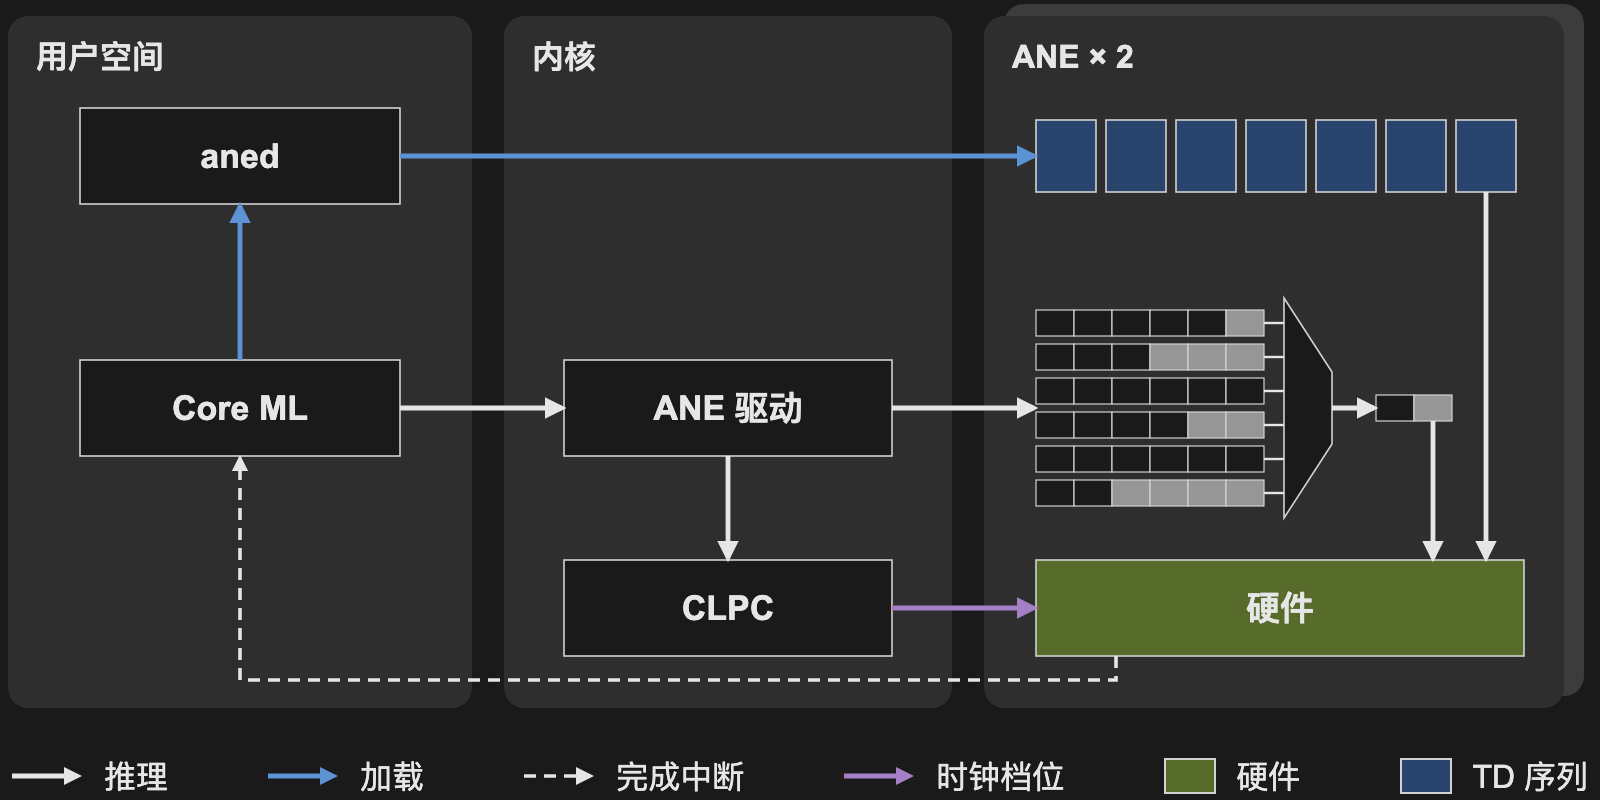 用户空间
内核
ANE × 2
aned
Core ML
ANE 驱动
CLPC
硬件
推理
加载
完成中断
时钟档位
硬件
TD 序列